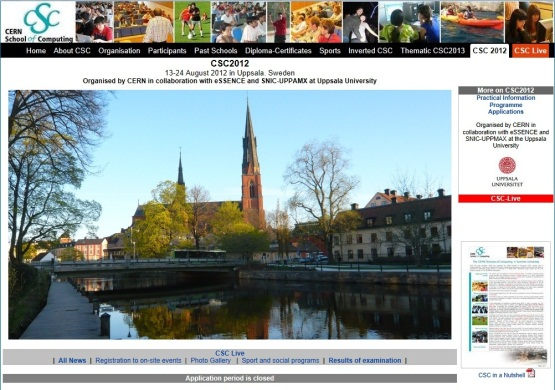 CSC
CERN
School of Computing
Home About CSC Organisation Participants Past Schools Diploma-Certificates Sports Inverted CSC Thematic CSC2013 CSC 2012 CSC Live
CSC2012
13-24 August 2012 in Uppsala. Sweden
Organised by CERN in collaboration with eSSENCE and SNIC-UPPAMX at Uppsala University
More on CSC2012
Practical Information
Programme
Applications
Organised by CERN in
collaboration with eSSENCE and
SNIC-UPPMAX at the Uppsala
University
UPPSALA
UNIVERSITET
CSC-Live
CSC in a Nutshell
CSC Live
| All News | Registration to on-site events | Photo Gallery | Sport and social programs | Results of examination |
Application period is closed